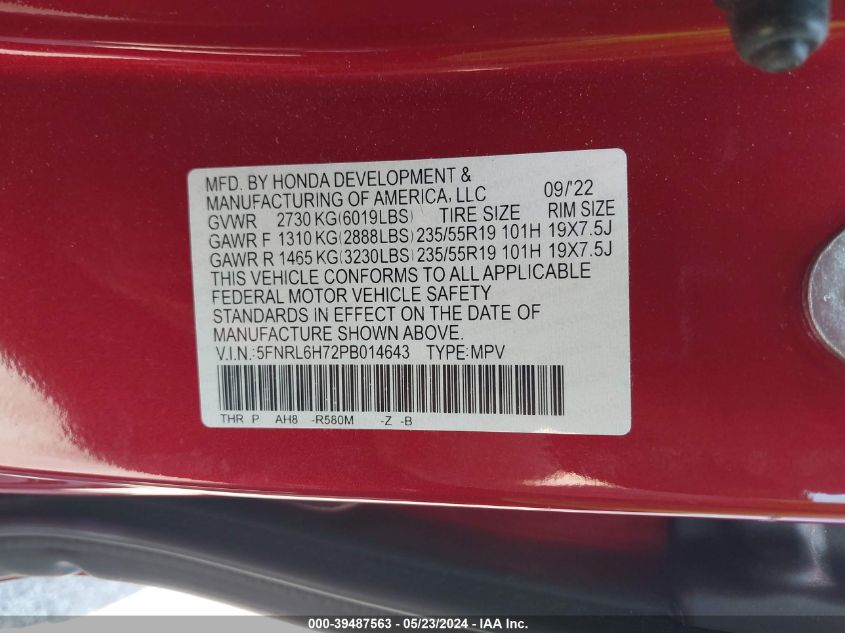 MFD. BY HONDA DEVELOPMENT &
MANUFACTURING OF AMERICA, LLC 09/'22
GVWR 2730 KG(6019LBS) TIRE SIZE RIM SIZE
GAWR F 1310 KG(2888LBS) 235/55R19 101H 19X7.5J
GAWR R 1465 KG(3230LBS) 235/55R19 101H 19X7.5J
THIS VEHICLE CONFORMS TO ALL APPLICABLE
FEDERAL MOTOR VEHICLE SAFETY
STANDARDS IN EFFECT ON THE DATE OF
MANUFACTURE SHOWN ABOVE.
V.I.N.:5FNRL6H72PB014643 TYPE:MPV
THR P AH8 -R580M -Z -B
000-39487563 - 05/23/2024 - IAA Inc.